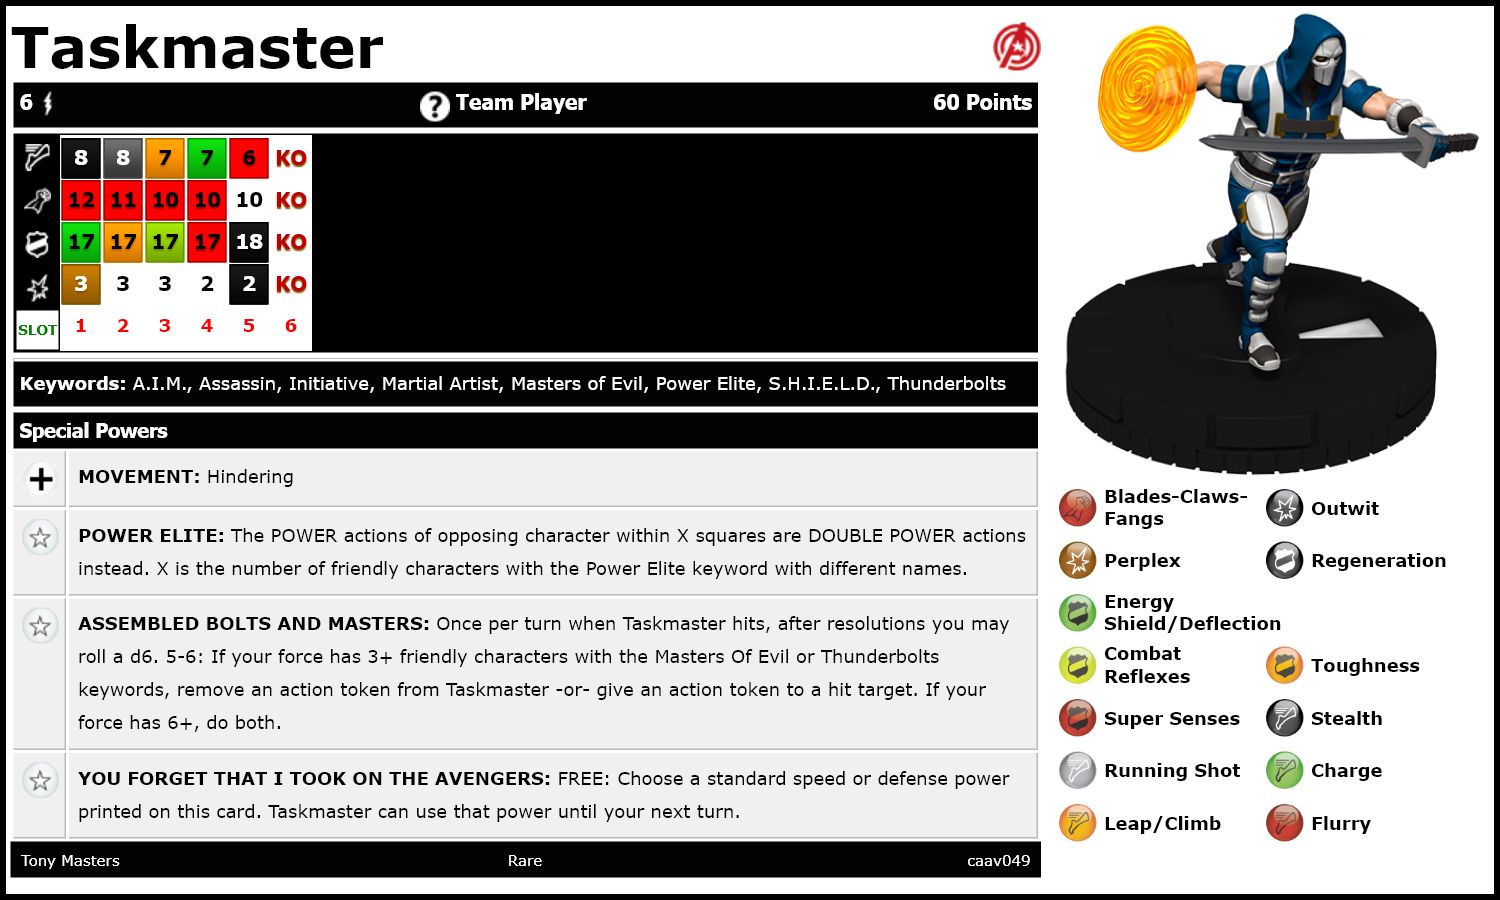 Taskmaster
6 ? Team Player 60 Points
8 8 7 7 6 KO
12 11 10 10 10 KO
17 17 17 17 18 KO
3 3 3 2 2 KO
SLOT 1 2 3 4 5 6
Keywords: A.I.M., Assassin, Initiative, Martial Artist, Masters of Evil, Power Elite, S.H.I.E.L.D., Thunderbolts
Special Powers
+ MOVEMENT: Hindering
POWER ELITE: The POWER actions of opposing character within X squares are DOUBLE POWER actions
instead. X is the number of friendly characters with the Power Elite keyword with different names.
ASSEMBLED BOLTS AND MASTERS: Once per turn when Taskmaster hits, after resolutions you may
roll a d6. 5-6: If your force has 3+ friendly characters with the Masters Of Evil or Thunderbolts
keywords, remove an action token from Taskmaster -or- give an action token to a hit target. If your
force has 6+, do both.
YOU FORGET THAT I TOOK ON THE AVENGERS: FREE: Choose a standard speed or defense power
printed on this card. Taskmaster can use that power until your next turn.
Tony Masters Rare caav049
Blades-Claws-
Fangs
Outwit
Perplex
Regeneration
Energy
Shield/Deflection
Combat
Reflexes
Toughness
Super Senses
Stealth
Running Shot
Charge
Leap/Climb
Flurry